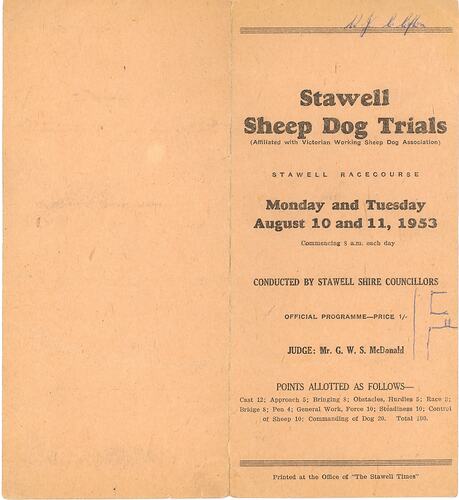 Stawell
Sheep Dog Trials
(Affiliated with Victorian Working Sheep Dog Association)
STAWELL RACECOURSE
Monday and Tuesday
August 10 and 11, 1953
Commencing 8 a.m. each day
CONDUCTED BY STAWELL SHIRE COUNCILLORS
OFFICIAL PROGRAMME—PRICE 1/-
JUDGE: Mr. G. W. S. McDonald
POINTS ALLOTTED AS FOLLOWS—
Cast 12; Approach 5; Bringing 8; Obstacles, Hurdles 5; Race 8;
Bridge 8; Pen 4; General Work, Force 10; Steadiness 10; Control
of Sheep 10; Commanding of Dog 20. Total 100.
Printed at the Office of "The Stawell Times"